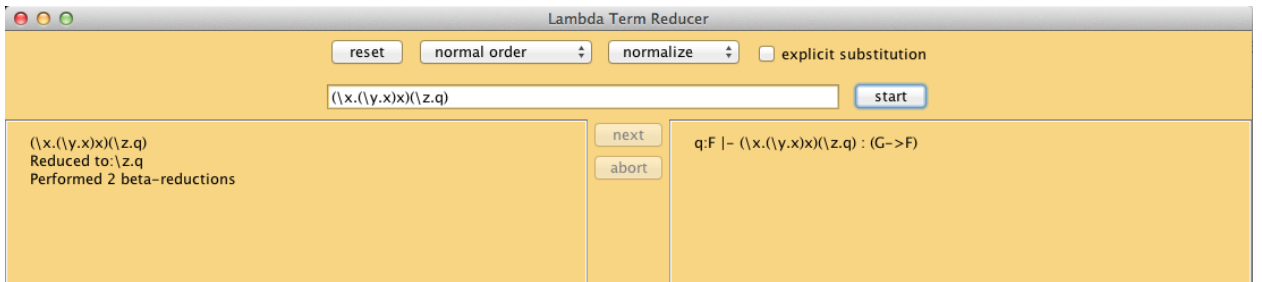 Lambda Term Reducer
reset normal order normalize explicit substitution
(\x.(\y.x)x)(\z.q) start
(\x.(\y.x)x)(\z.q)
Reduced to:\z.q
Performed 2 beta-reductions
next
abort
q:F |- (\x.(\y.x)x)(\z.q) : (G->F)